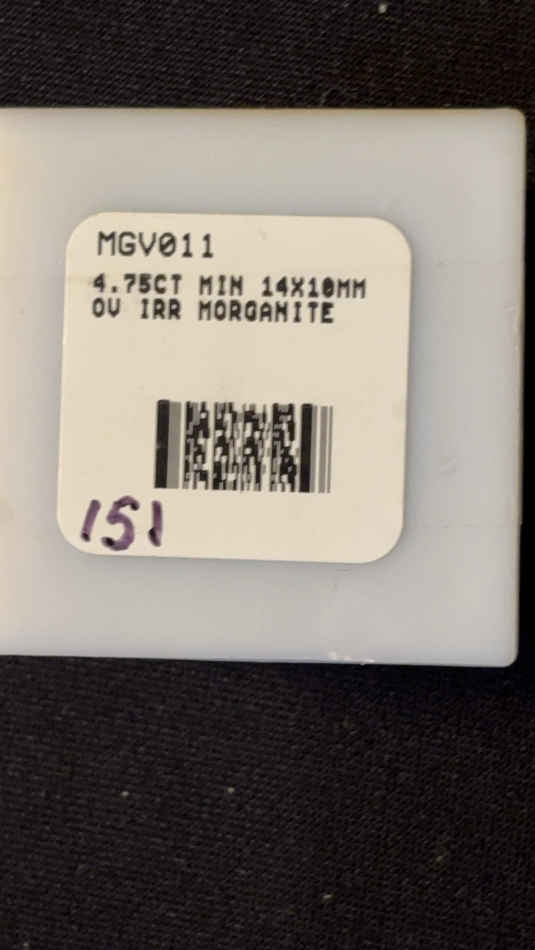 MGV011
4.75CT MIN 14X10MM
OV IRR MORGANITE
151